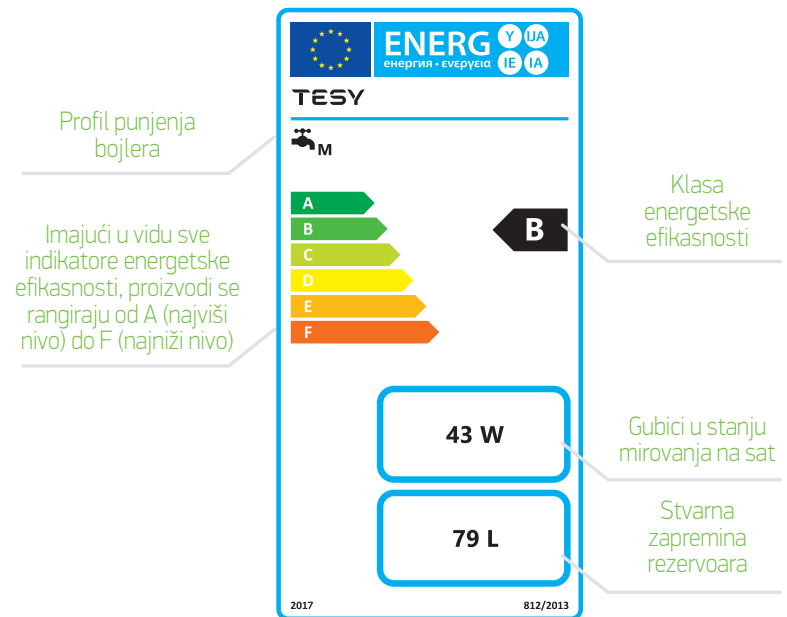 ENERG Y IJA
енергия · ενεργεια IE IA
TESY
M
A
B
C
D
E
F
B
43 W
79 L
2017 812/2013
Profil punjenja
bojlera
Imajući u vidu sve
indikatore energetske
efikasnosti, proizvodi se
rangiraju od A (najviši
nivo) do F (najniži nivo)
Klasa
energetske
efikasnosti
Gubici u stanju
mirovanja na sat
Stvarna
zapremina
rezervoara